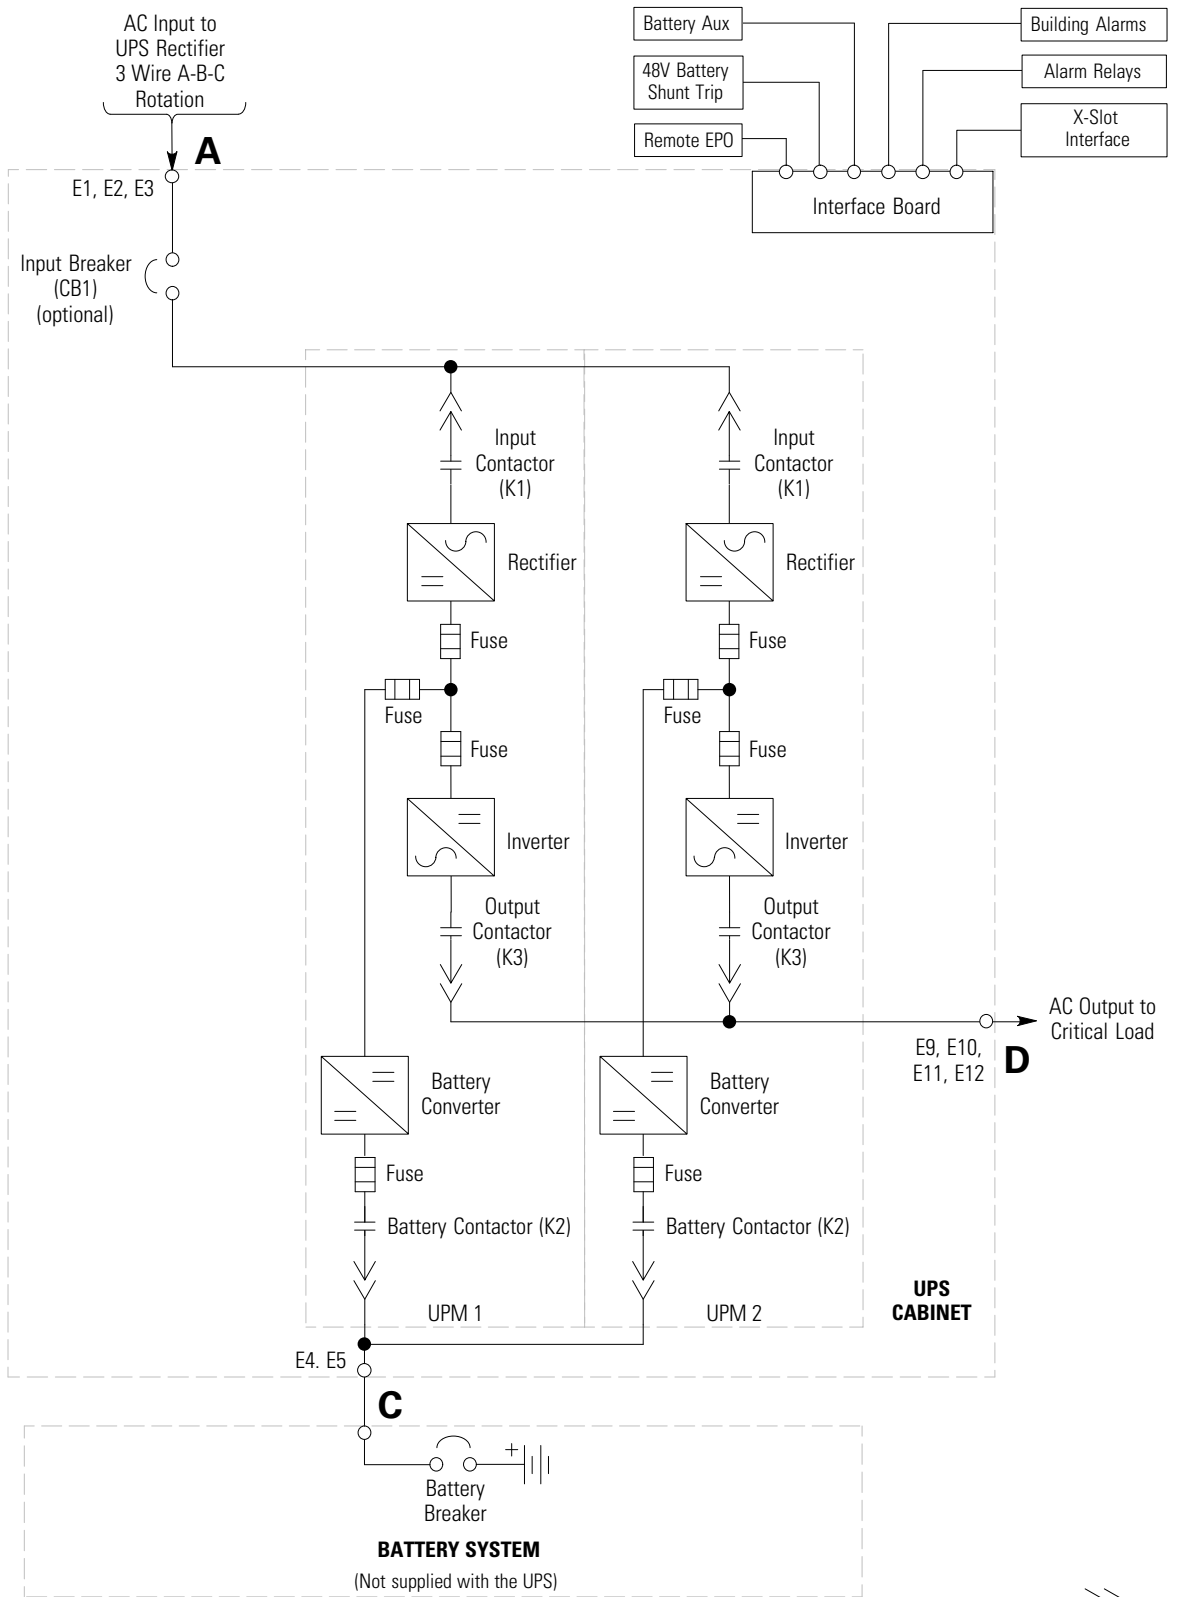 AC Input to
UPS Rectifier
3 Wire A-B-C
Rotation
A
E1, E2, E3
Battery Aux
48V Battery
Shunt Trip
Remote EPO
Building Alarms
Alarm Relays
X-Slot
Interface
Interface Board
Input Breaker
(CB1)
(optional)
Input
Contactor
(K1)
Input
Contactor
(K1)
Rectifier
Rectifier
Fuse
Fuse
Fuse
Fuse
Fuse
Fuse
Inverter
Inverter
Output
Contactor
(K3)
Output
Contactor
(K3)
AC Output to
Critical Load
E9, E10,
E11, E12
D
Battery
Converter
Battery
Converter
Fuse
Fuse
Battery Contactor (K2)
Battery Contactor (K2)
UPM 1
UPM 2
UPS
CABINET
E4. E5
C
+
Battery
Breaker
BATTERY SYSTEM
(Not supplied with the UPS)